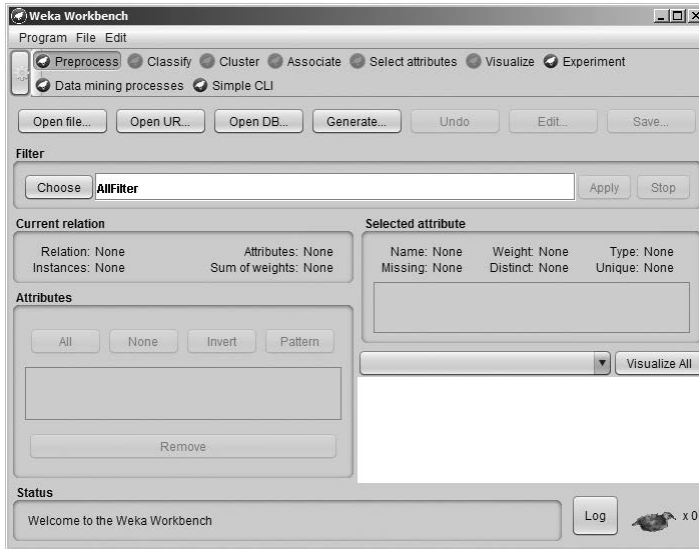 Weka Workbench
Program File Edit
Preprocess Classify Cluster Associate Select attributes Visualize Experiment
Data mining processes Simple CLI
Open file... Open UR... Open DB... Generate... Undo Edit... Save...
Filter
Choose AllFilter Apply Stop
Current relation
Relation: None Attributes: None
Instances: None Sum of weights: None
Selected attribute
Name: None Weight: None Type: None
Missing: None Distinct: None Unique: None
Attributes
All None Invert Pattern
Remove
Visualize All
Status
Welcome to the Weka Workbench
Log x 0